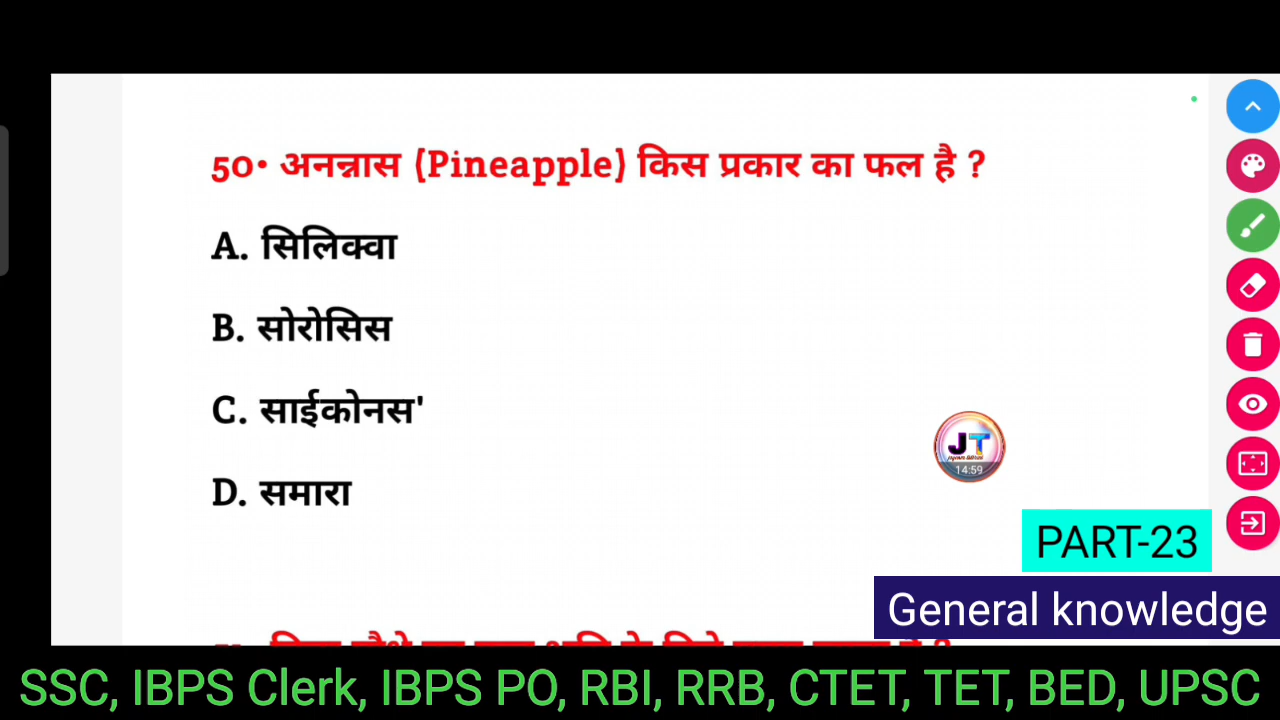 50• अनन्नास {Pineapple} किस प्रकार का फल है ?
A. सिलिक्वा
B. सोरोसिस
C. साईकोनस'
D. समारा
JT
14:59
PART-23
General knowledge
SSC, IBPS Clerk, IBPS PO, RBI, RRB, CTET, TET, BED, UPSC